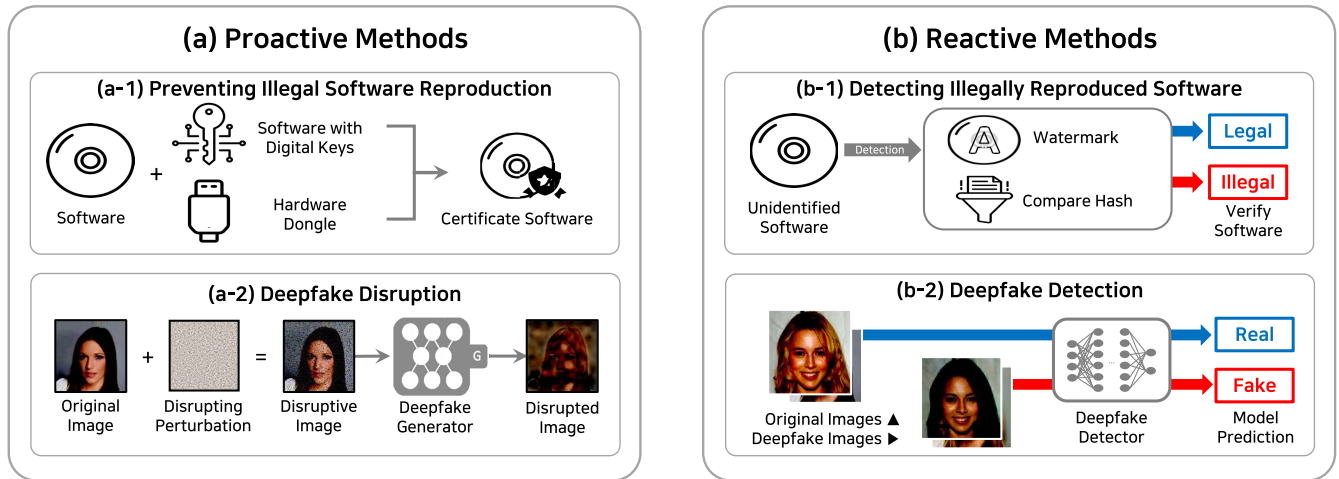 (a) Proactive Methods
(a-1) Preventing Illegal Software Reproduction
Software
+
Software with
Digital Keys
Hardware
Dongle
Certificate Software
(a-2) Deepfake Disruption
+
=
G
Original
Image
Disrupting
Perturbation
Disruptive
Image
Deepfake
Generator
Disrupted
Image
(b) Reactive Methods
(b-1) Detecting Illegally Reproduced Software
Unidentified
Software
Detection
A
Watermark
Compare Hash
Legal
Illegal
Verify
Software
(b-2) Deepfake Detection
Original Images ▲
Deepfake Images ▶
...
Deepfake
Detector
Real
Fake
Model
Prediction